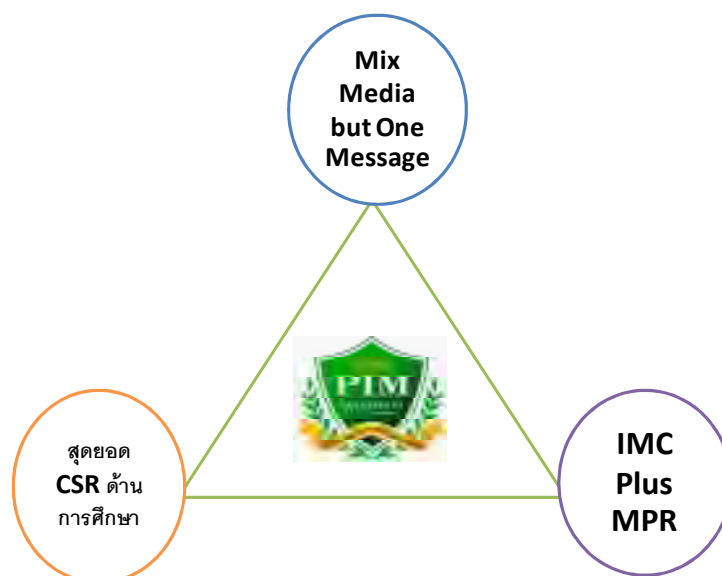 Mix
Media
but One
Message
PIM
สุดยอด
CSR ด้าน
การศึกษา
IMC
Plus
MPR